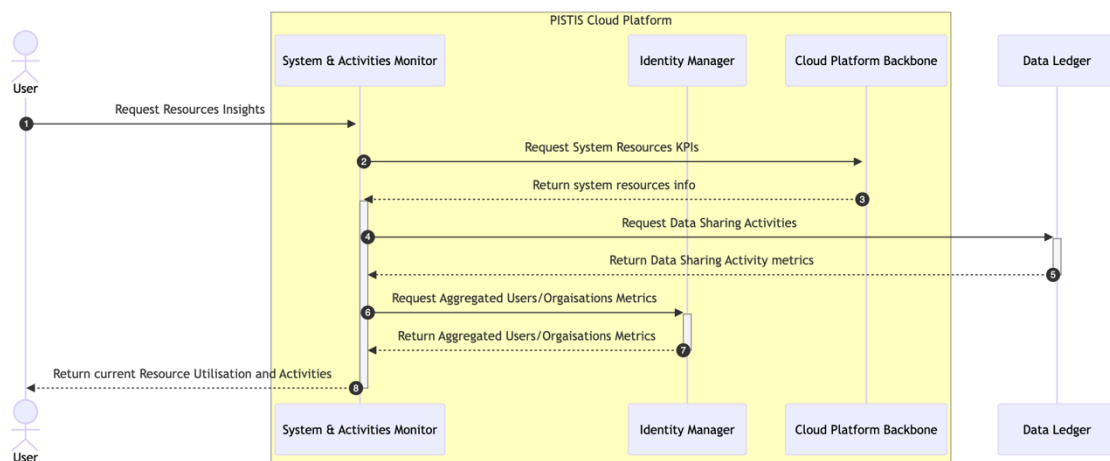 PISTIS Cloud Platform
System & Activities Monitor
Identity Manager
Cloud Platform Backbone
Data Ledger
User
Request Resources Insights
1
Request System Resources KPIs
2
Return system resources info
3
Request Data Sharing Activities
4
Return Data Sharing Activity metrics
5
Request Aggregated Users/Orgaisations Metrics
6
Return Aggregated Users/Orgaisations Metrics
7
Return current Resource Utilisation and Activities
8
System & Activities Monitor
Identity Manager
Cloud Platform Backbone
Data Ledger
User